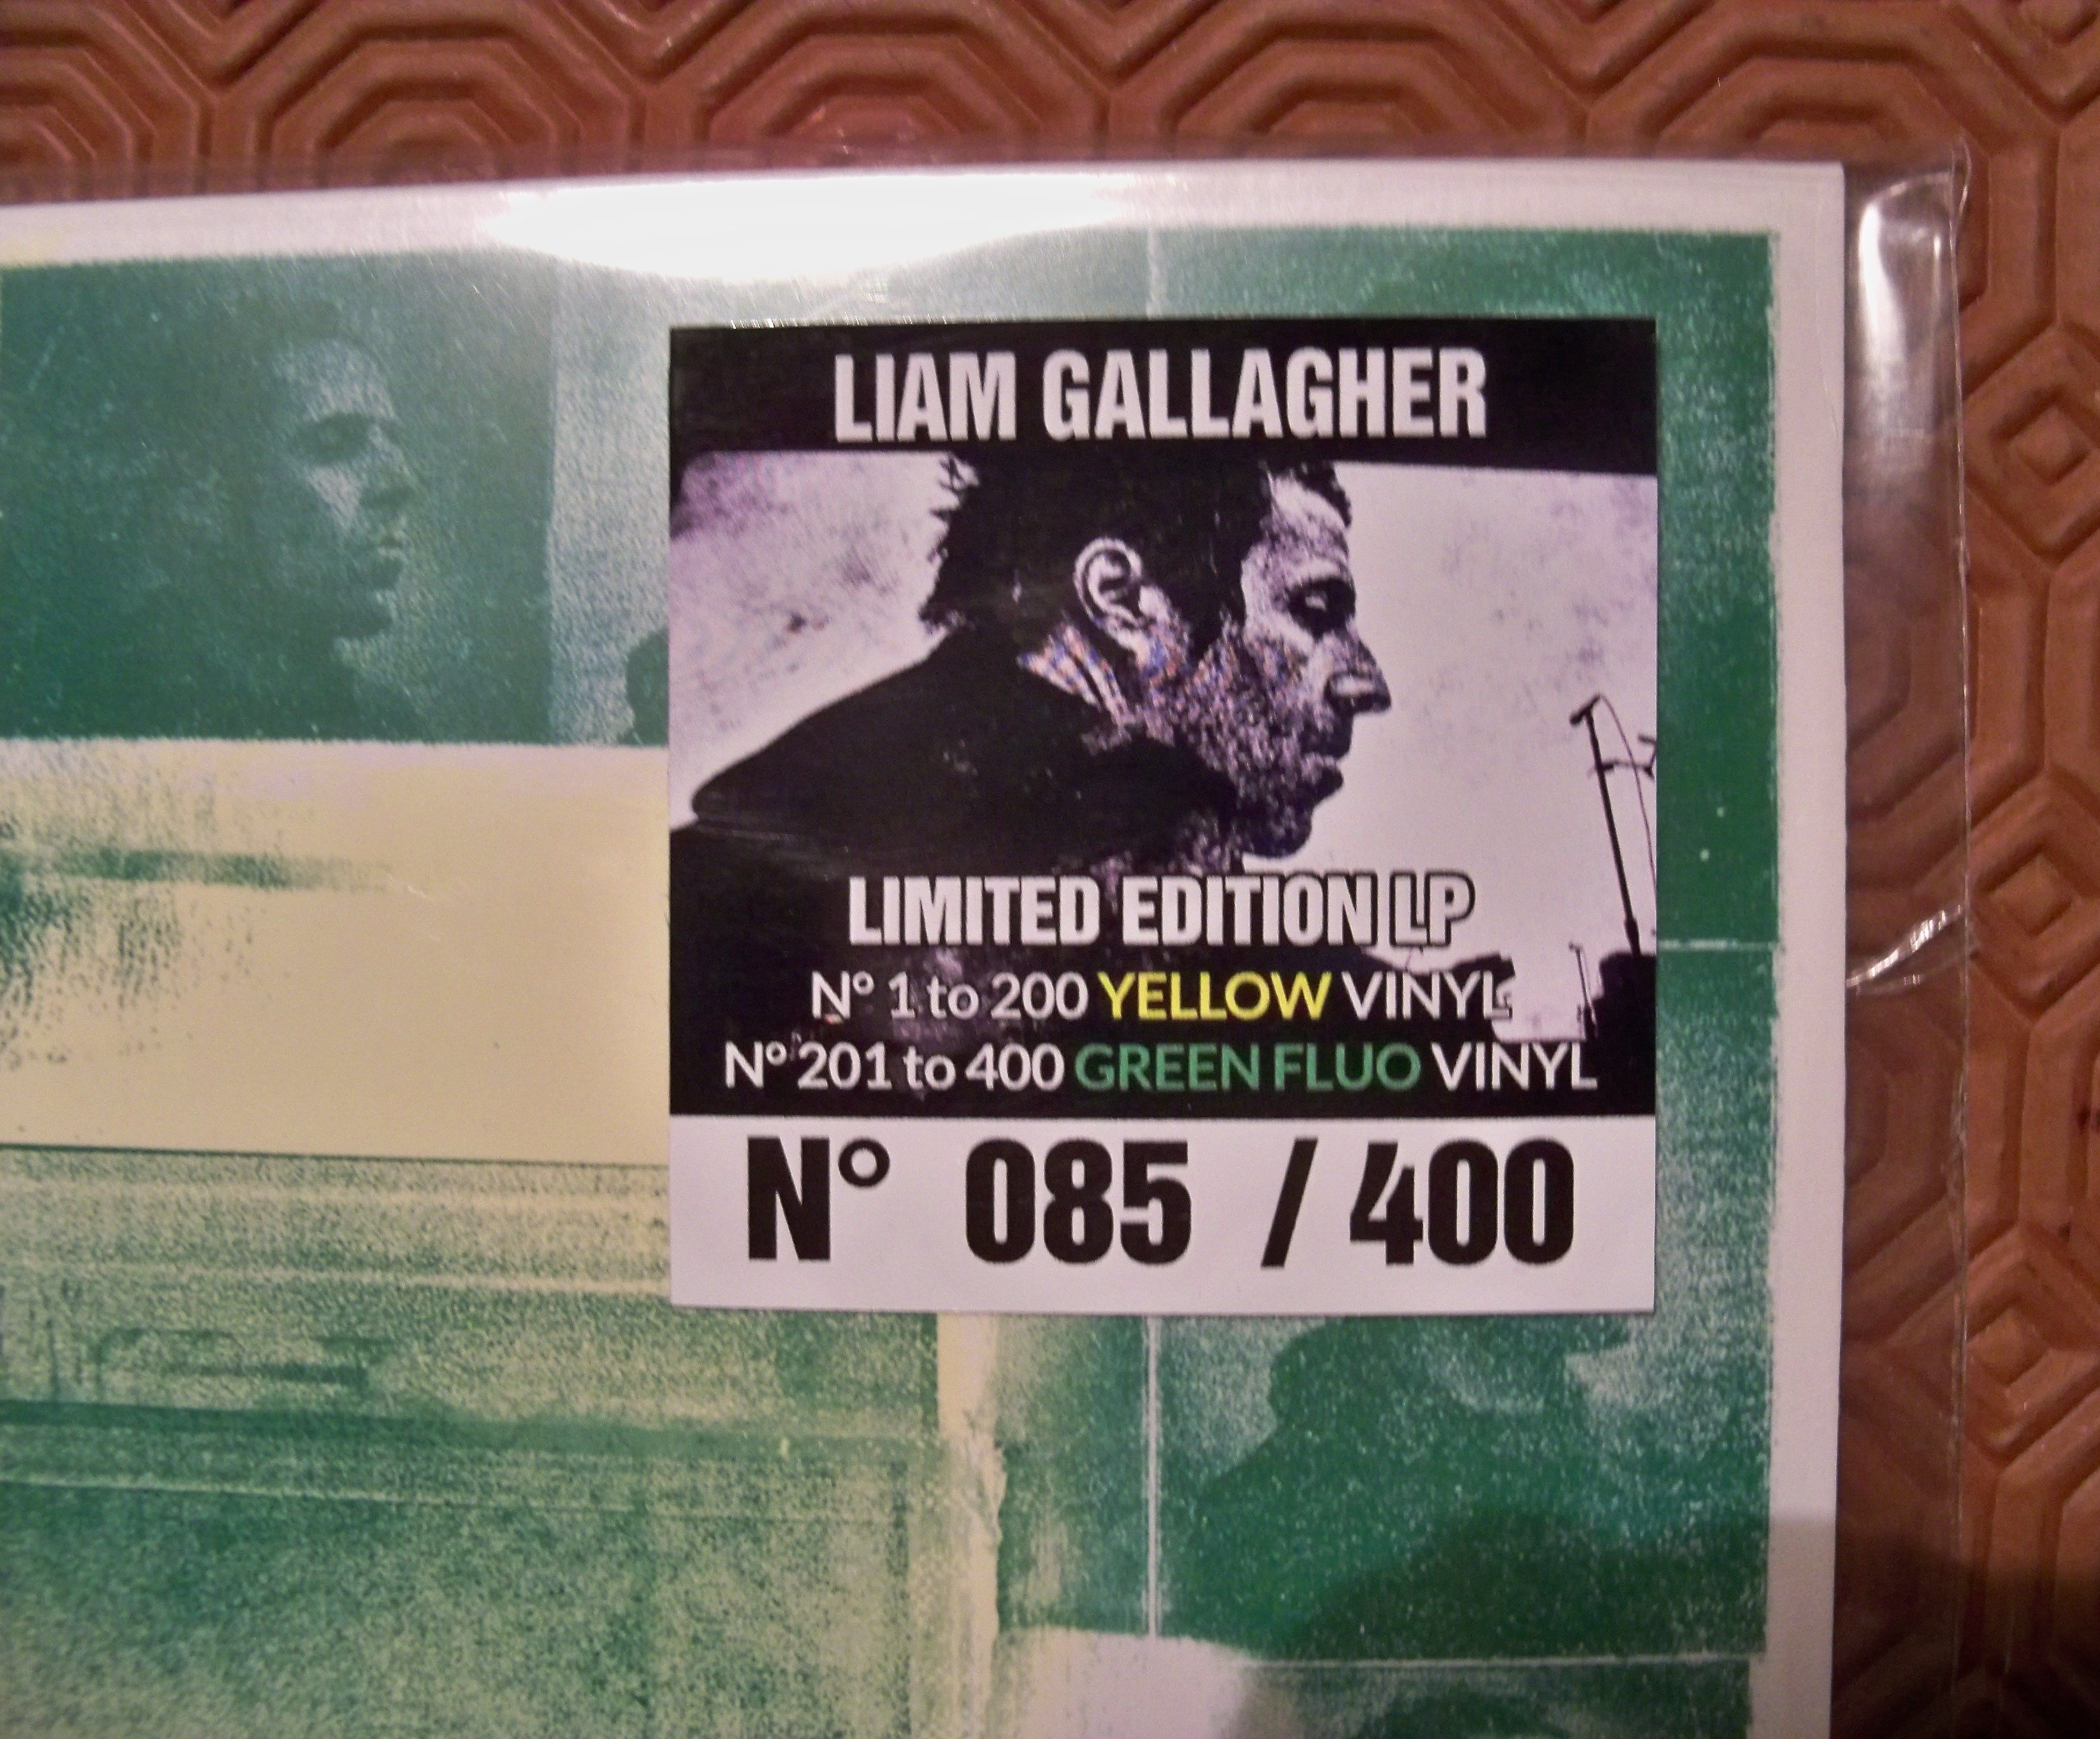 LIAM GALLAGHER
LIMITED EDITION LP
N° 1 to 200 YELLOW VINYL
N° 201 to 400 GREEN FLUO VINYL
N° 085 / 400